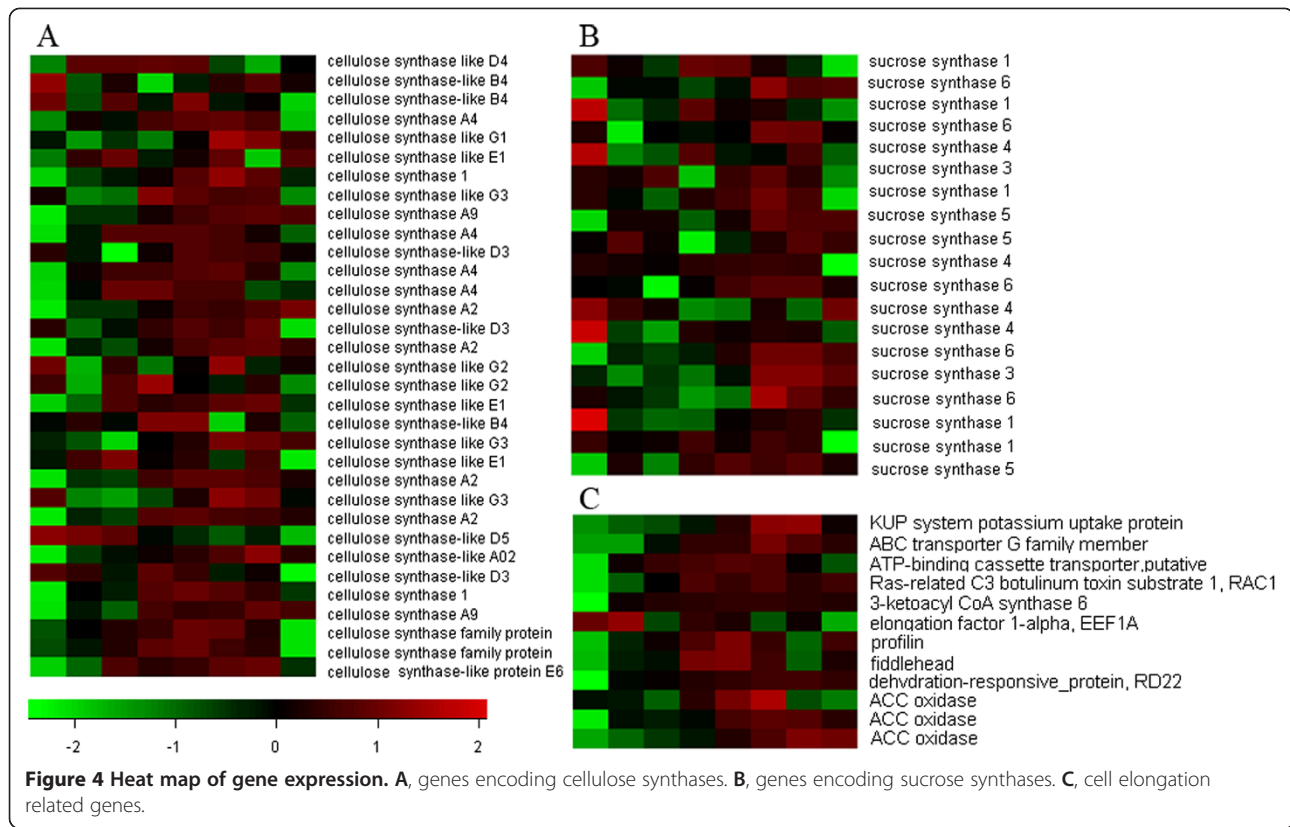 A
cellulose synthase like D4
cellulose synthase-like B4
cellulose synthase-like B4
cellulose synthase A4
cellulose synthase like G1
cellulose synthase like E1
cellulose synthase 1
cellulose synthase like G3
cellulose synthase A9
cellulose synthase A4
cellulose synthase-like D3
cellulose synthase A4
cellulose synthase A4
cellulose synthase A2
cellulose synthase-like D3
cellulose synthase A2
cellulose synthase like G2
cellulose synthase like G2
cellulose synthase like E1
cellulose synthase-like B4
cellulose synthase like G3
cellulose synthase like E1
cellulose synthase A2
cellulose synthase like G3
cellulose synthase A2
cellulose synthase-like D5
cellulose synthase-like A02
cellulose synthase-like D3
cellulose synthase 1
cellulose synthase A9
cellulose synthase family protein
cellulose synthase family protein
cellulose synthase-like protein E6
-2 -1 0 1 2
B
sucrose synthase 1
sucrose synthase 6
sucrose synthase 1
sucrose synthase 6
sucrose synthase 4
sucrose synthase 3
sucrose synthase 1
sucrose synthase 5
sucrose synthase 5
sucrose synthase 4
sucrose synthase 6
sucrose synthase 4
sucrose synthase 4
sucrose synthase 6
sucrose synthase 3
sucrose synthase 6
sucrose synthase 1
sucrose synthase 1
sucrose synthase 5
C
KUP system potassium uptake protein
ABC transporter G family member
ATP-binding cassette transporter,putative
Ras-related C3 botulinum toxin substrate 1, RAC1
3-ketoacyl CoA synthase 6
elongation factor 1-alpha, EEF1A
profilin
fiddlehead
dehydration-responsive_protein, RD22
ACC oxidase
ACC oxidase
ACC oxidase
Figure 4 Heat map of gene expression. A, genes encoding cellulose synthases. B, genes encoding sucrose synthases. C, cell elongation
related genes.